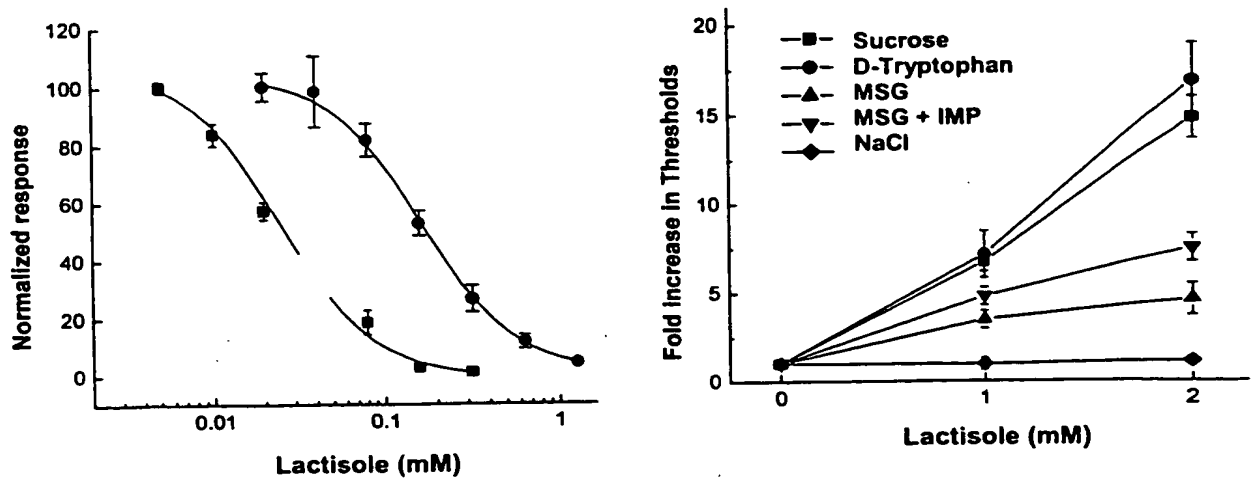 120
100
80
60
40
20
0
Normalized response
0.01
0.1
1
Lactisole (mM)
20
15
10
5
0
Fold increase in Thresholds
Sucrose
D-Tryptophan
MSG
MSG + IMP
NaCl
0
1
2
Lactisole (mM)